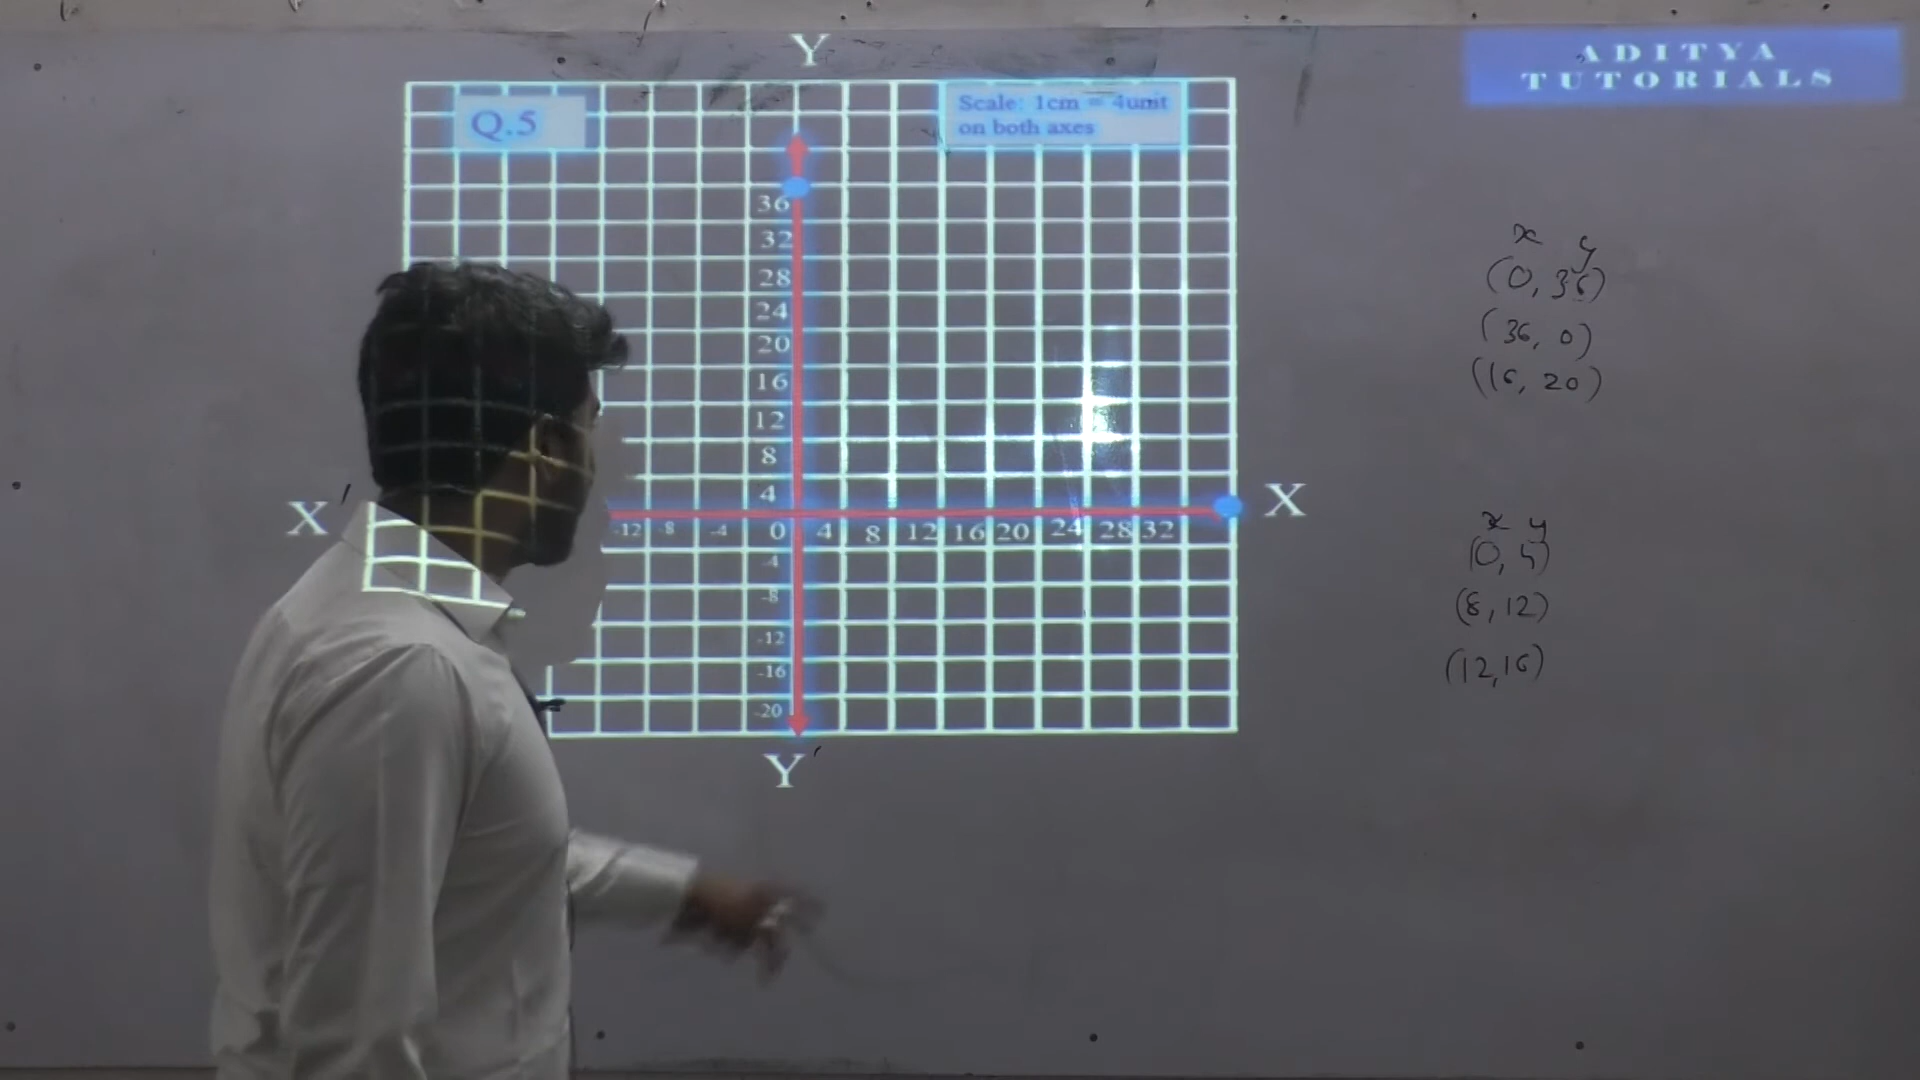 Y
ADITYA
TUTORIALS
Q.5
Scale: 1cm = 4unit
on both axes
36
32
28
24
20
16
12
8
4
X'
-12 -8 -4 0 4 8 12 16 20 24 28 32
X
-4
-8
-12
-16
-20
Y'
x y
(0, 36)
(36, 0)
(16, 20)
x y
(0, 4)
(8, 12)
(12, 16)